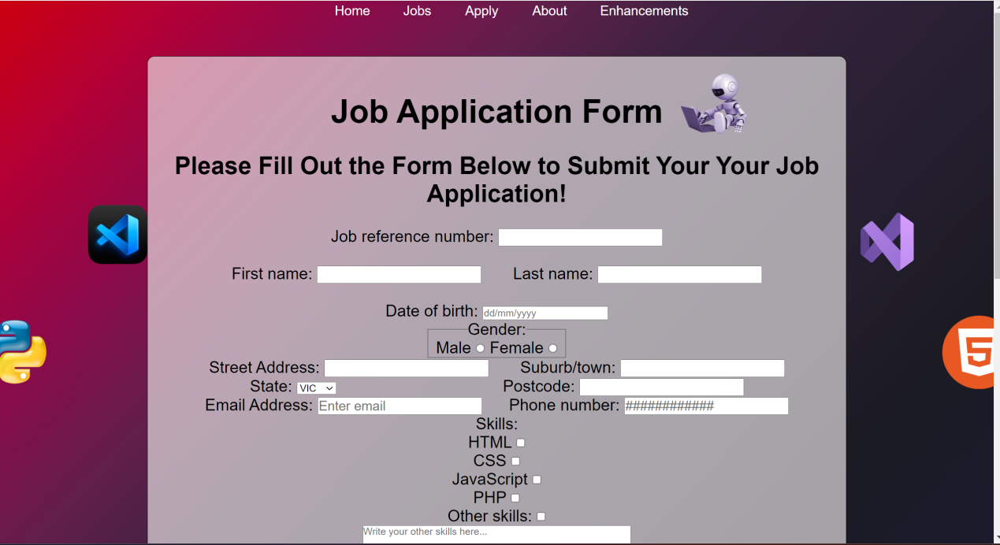 Home Jobs Apply About Enhancements
Job Application Form
Please Fill Out the Form Below to Submit Your Your Job
Application!
Job reference number:
First name: Last name:
Date of birth: dd/mm/yyyy
Gender:
Male Female
Street Address: Suburb/town:
State: VIC Postcode:
Email Address: Enter email Phone number: ############
Skills:
HTML
CSS
JavaScript
PHP
Other skills:
Write your other skills here...
5